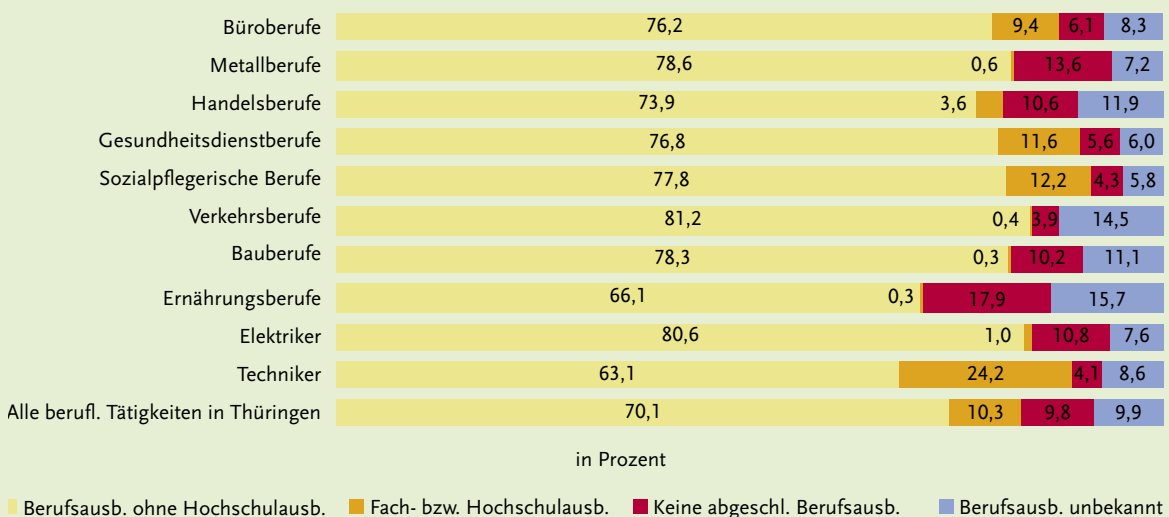 Büroberufe 76,2 9,4 6,1 8,3
Metallberufe 78,6 0,6 13,6 7,2
Handelsberufe 73,9 3,6 10,6 11,9
Gesundheitsdienstberufe 76,8 11,6 5,6 6,0
Sozialpflegerische Berufe 77,8 12,2 4,3 5,8
Verkehrsberufe 81,2 0,4 3,9 14,5
Bauberufe 78,3 0,3 10,2 11,1
Ernährungsberufe 66,1 0,3 17,9 15,7
Elektriker 80,6 1,0 10,8 7,6
Techniker 63,1 24,2 4,1 8,6
Alle berufl. Tätigkeiten in Thüringen 70,1 10,3 9,8 9,9
in Prozent
Berufsausb. ohne Hochschulausb. Fach- bzw. Hochschulausb. Keine abgeschl. Berufsausb. Berufsausb. unbekannt